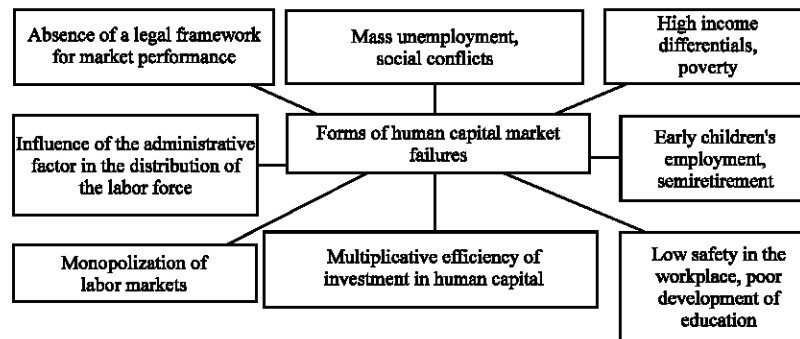 Absence of a legal framework
for market performance
Mass unemployment,
social conflicts
High income
differentials,
poverty
Influence of the administrative
factor in the distribution of
the labor force
Forms of human capital market
failures
Early children's
employment,
semiretirement
Monopolization of
labor markets
Multiplicative efficiency of
investment in human capital
Low safety in the
workplace, poor
development of
education